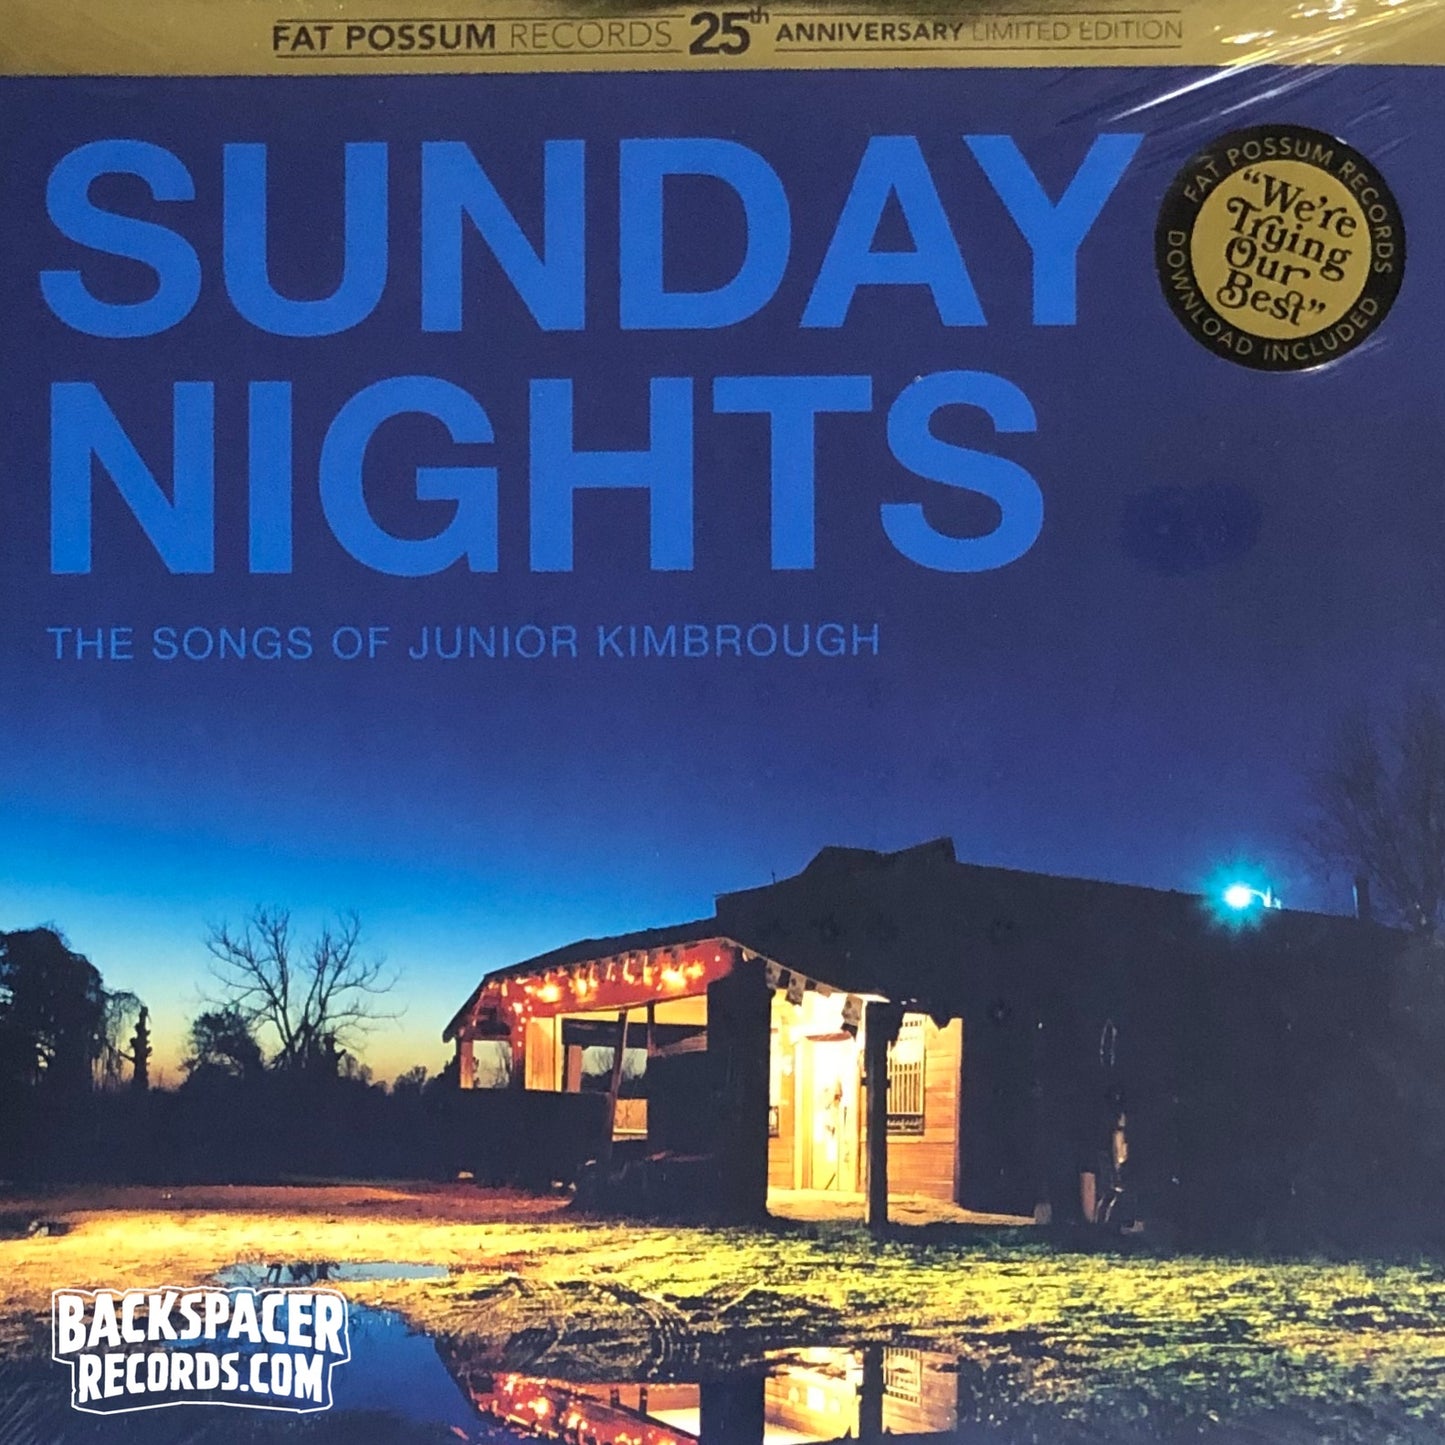 FAT POSSUM RECORDS 25th ANNIVERSARY LIMITED EDITION
SUNDAY
NIGHTS
THE SONGS OF JUNIOR KIMBROUGH
FAT POSSUM RECORDS
"We're
Trying
Our
Best"
DOWNLOAD INCLUDED
BACKSPACER
RECORDS.COM